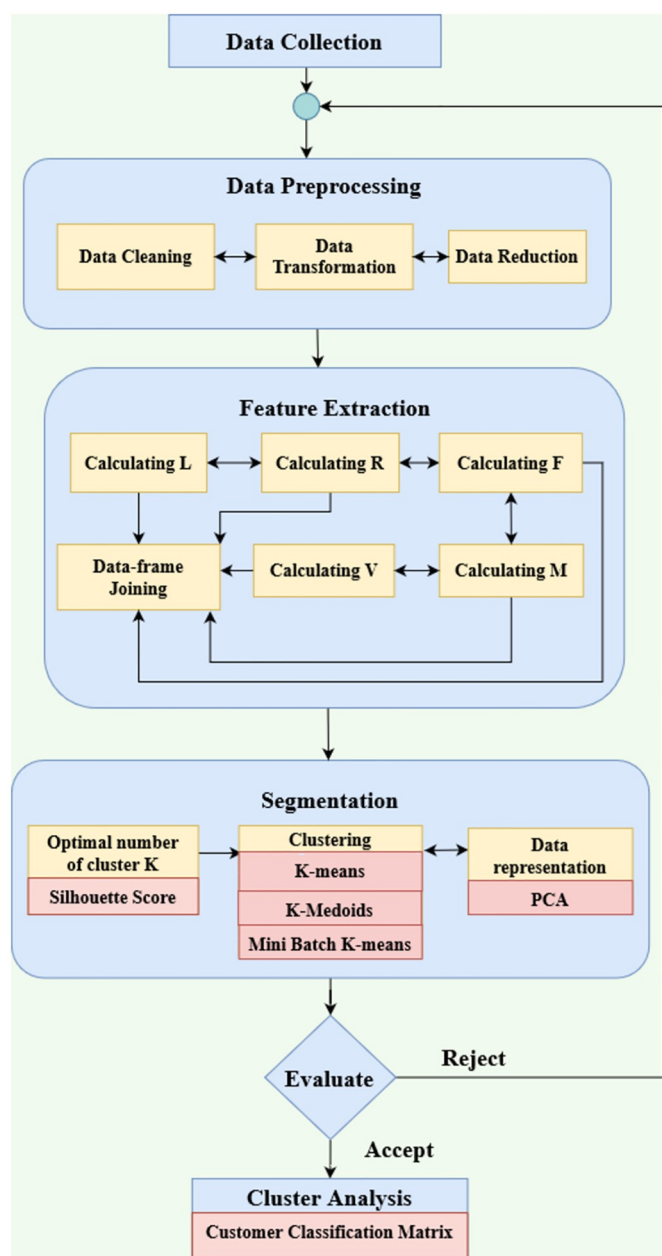 Data Collection
Data Preprocessing
Data Cleaning
Data
Transformation
Data Reduction
Feature Extraction
Calculating L
Calculating R
Calculating F
Data-frame
Joining
Calculating V
Calculating M
Segmentation
Optimal number
of cluster K
Silhouette Score
Clustering
K-means
K-Medoids
Mini Batch K-means
Data
representation
PCA
Evaluate
Reject
Accept
Cluster Analysis
Customer Classification Matrix